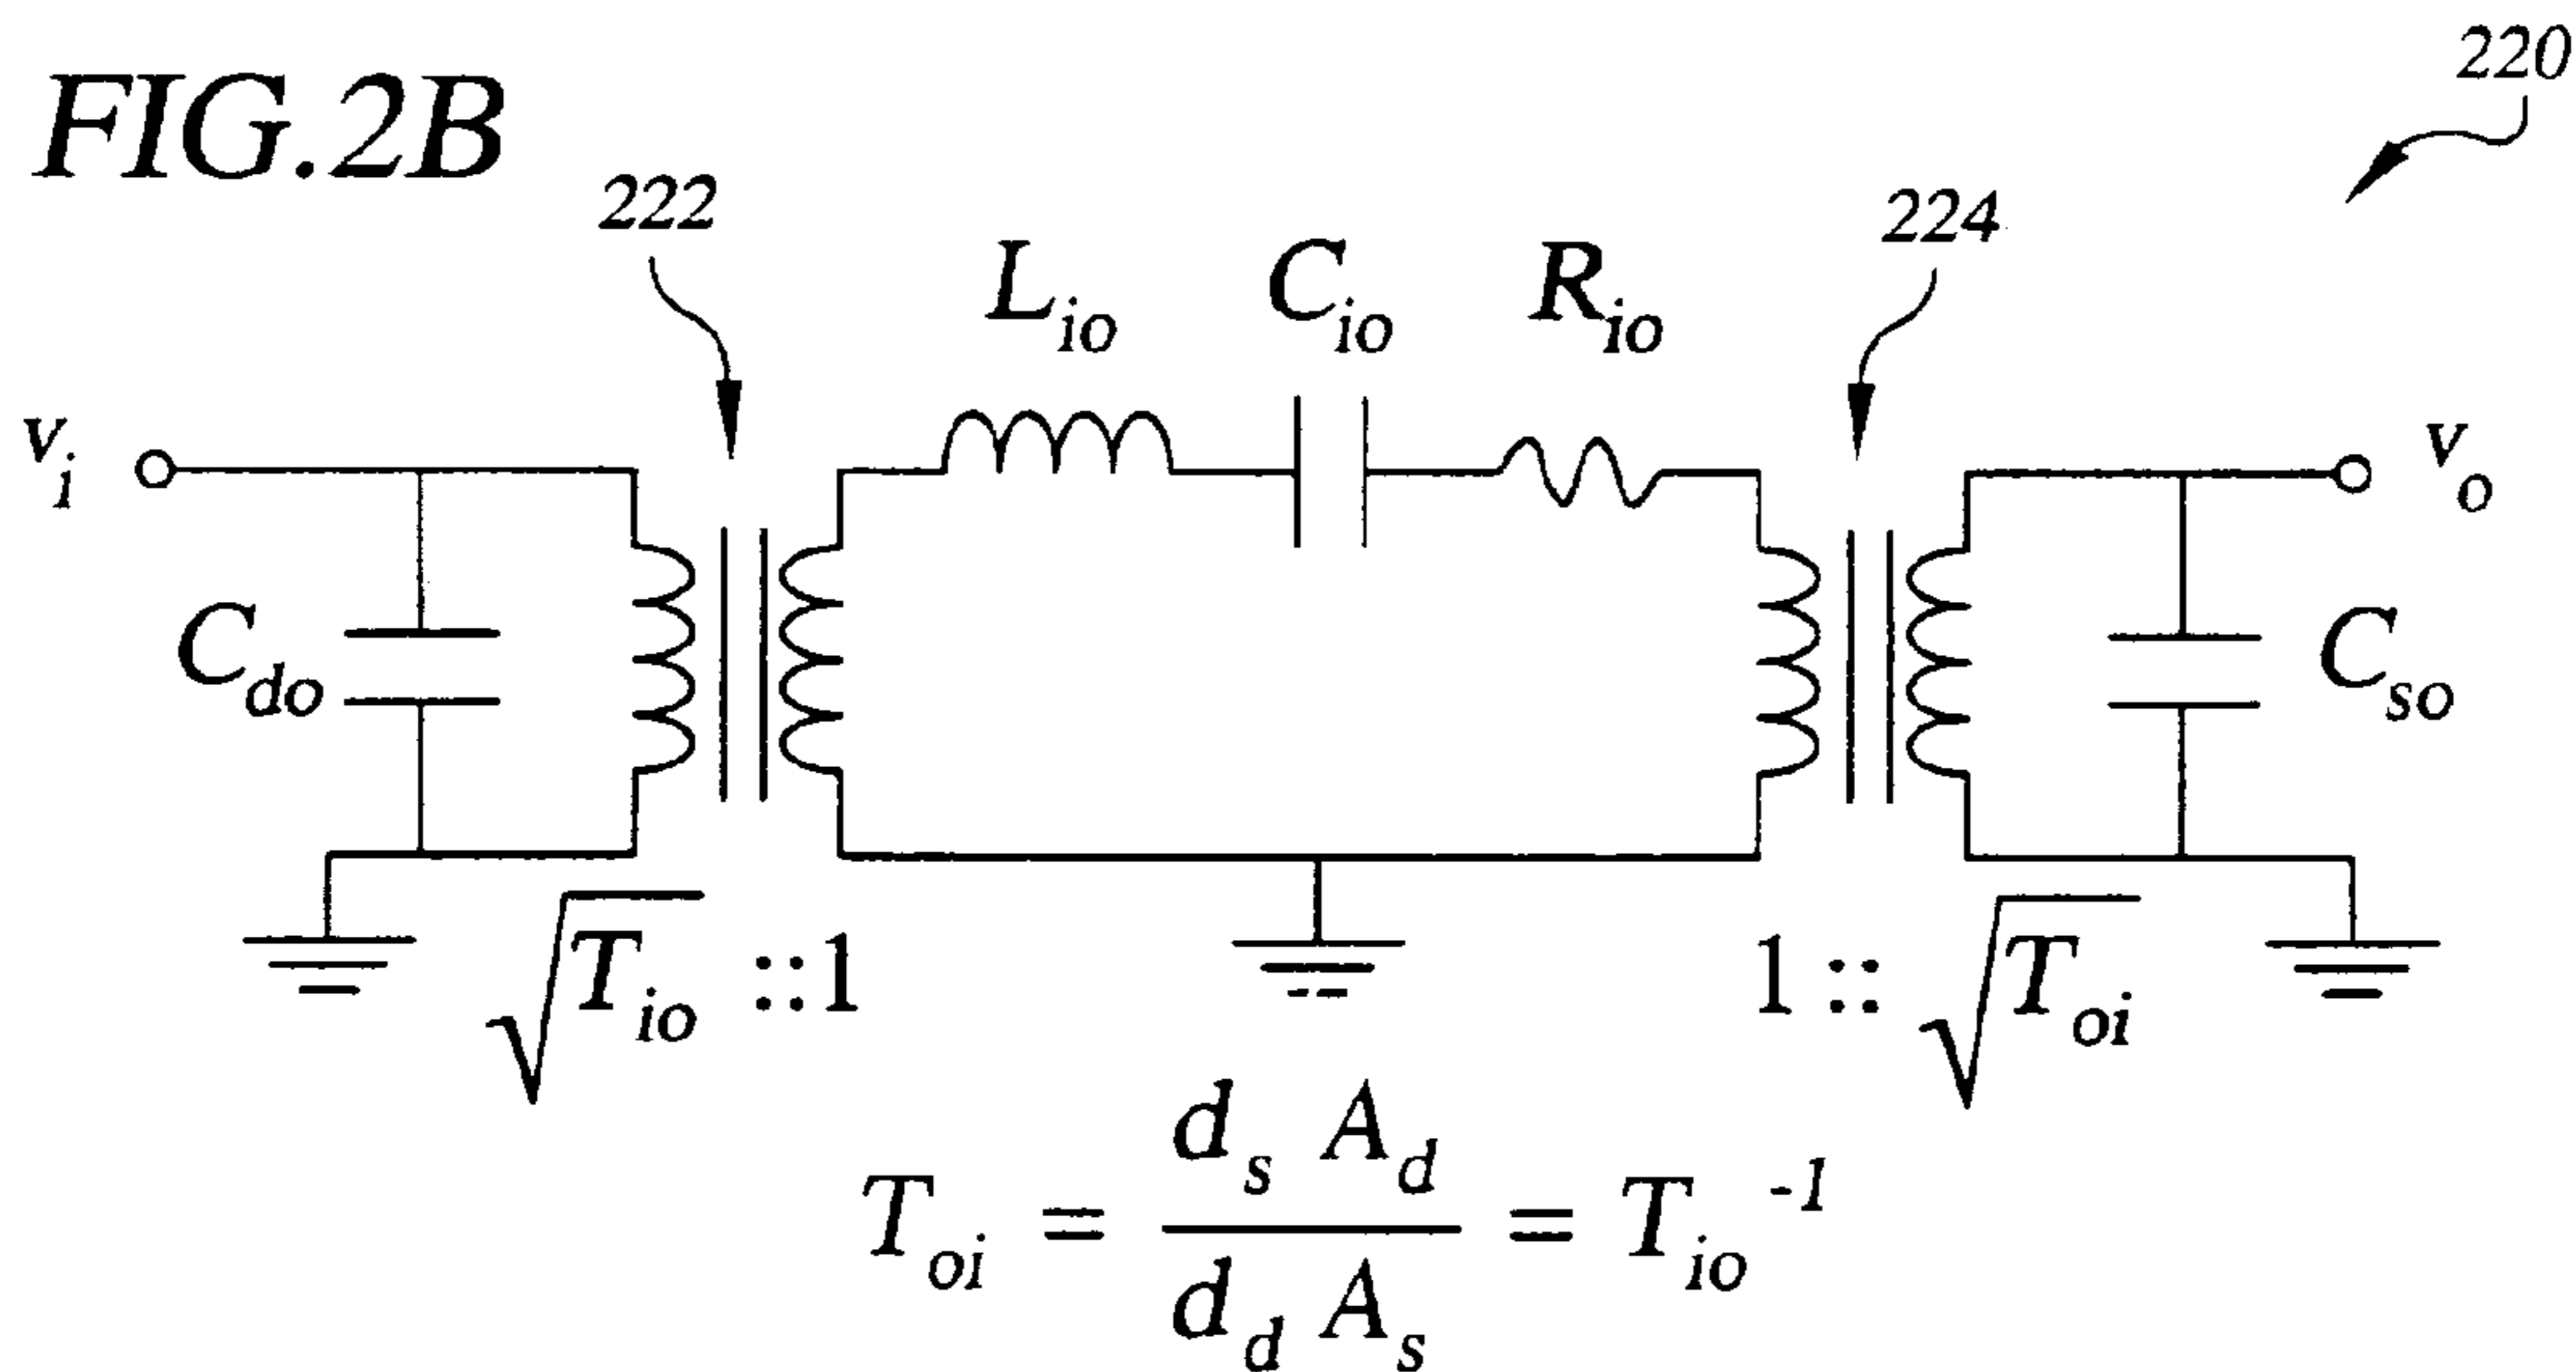 220
FIG.2B
222
224
L_io C_io R_io
v_i
v_o
C_do
C_so
√T_io ::1
1:: √T_oi
T_oi = d_s A_d / d_d A_s = T_io^-1